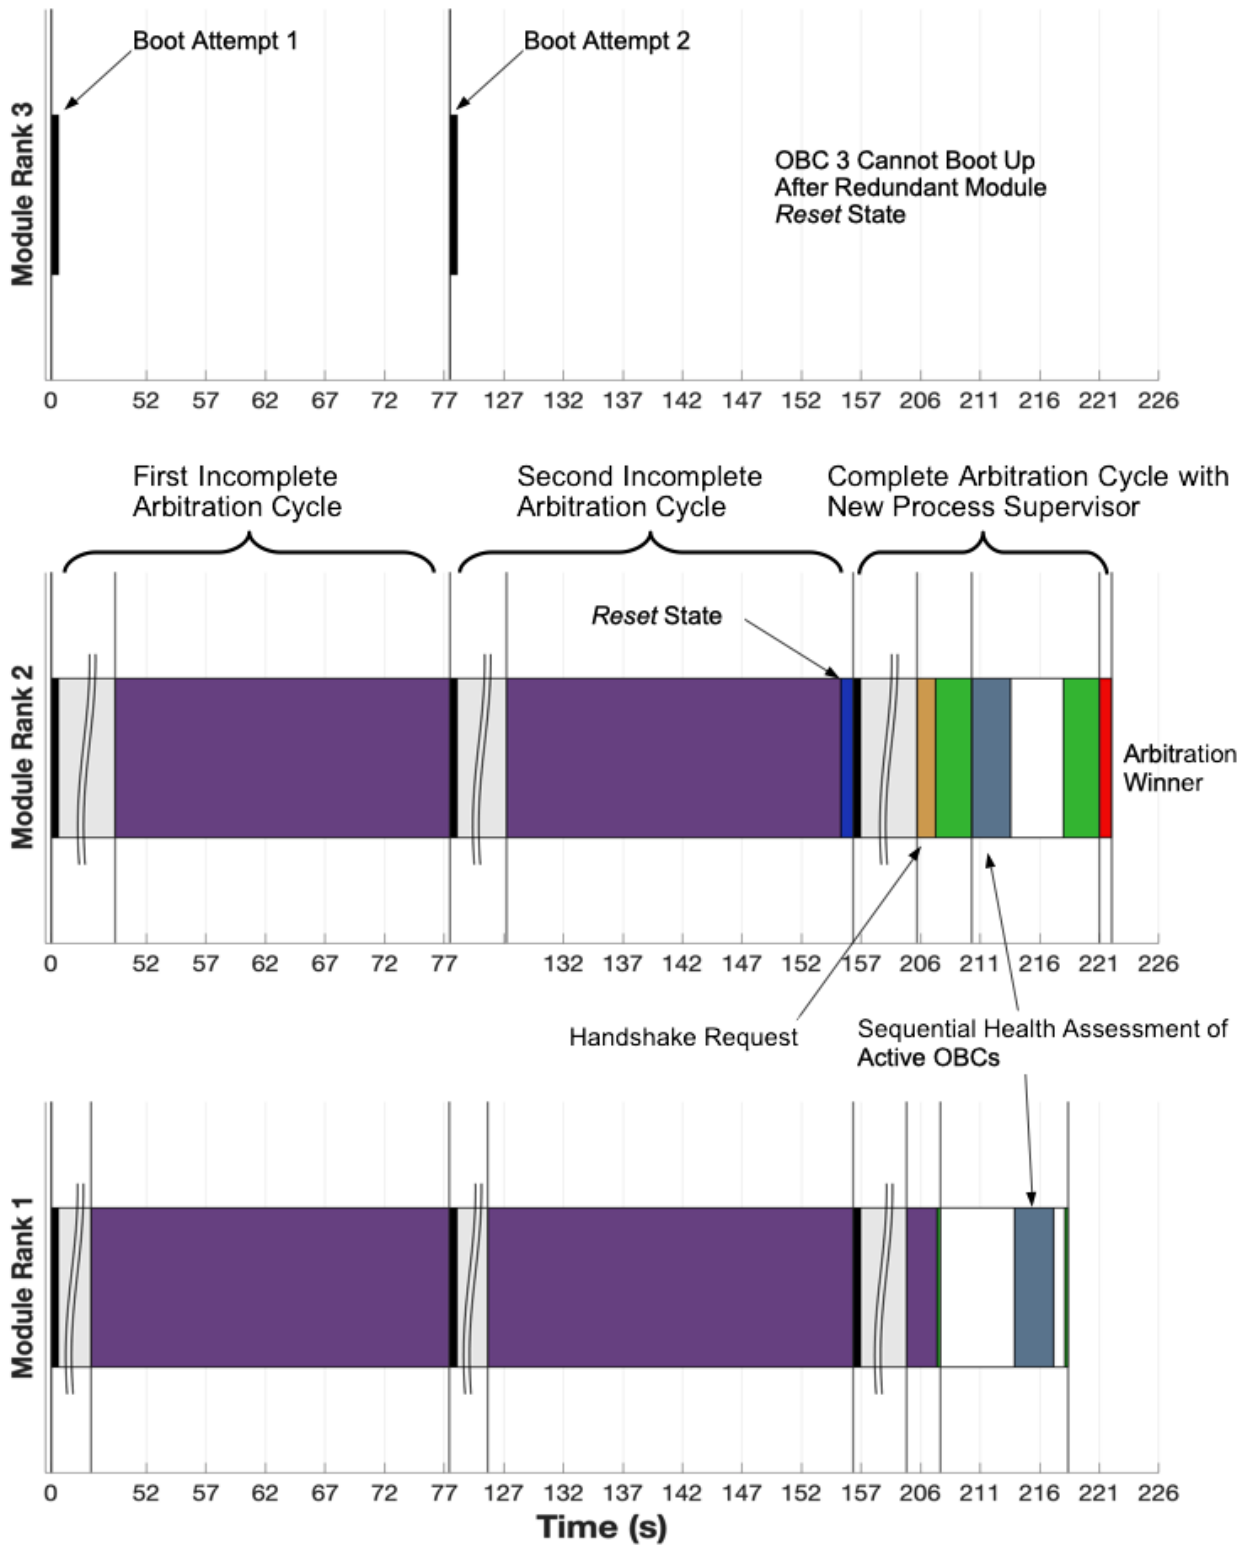 Boot Attempt 1
Boot Attempt 2
Module Rank 3
OBC 3 Cannot Boot Up
After Redundant Module
Reset State
0 52 57 62 67 72 77 127 132 137 142 147 152 157 206 211 216 221 226
First Incomplete
Arbitration Cycle
Second Incomplete
Arbitration Cycle
Complete Arbitration Cycle with
New Process Supervisor
Reset State
Module Rank 2
Arbitration
Winner
0 52 57 62 67 72 77 132 137 142 147 152 157 206 211 216 221 226
Handshake Request
Sequential Health Assessment of
Active OBCs
Module Rank 1
0 52 57 62 67 72 77 127 132 137 142 147 152 157 206 211 216 221 226
Time (s)